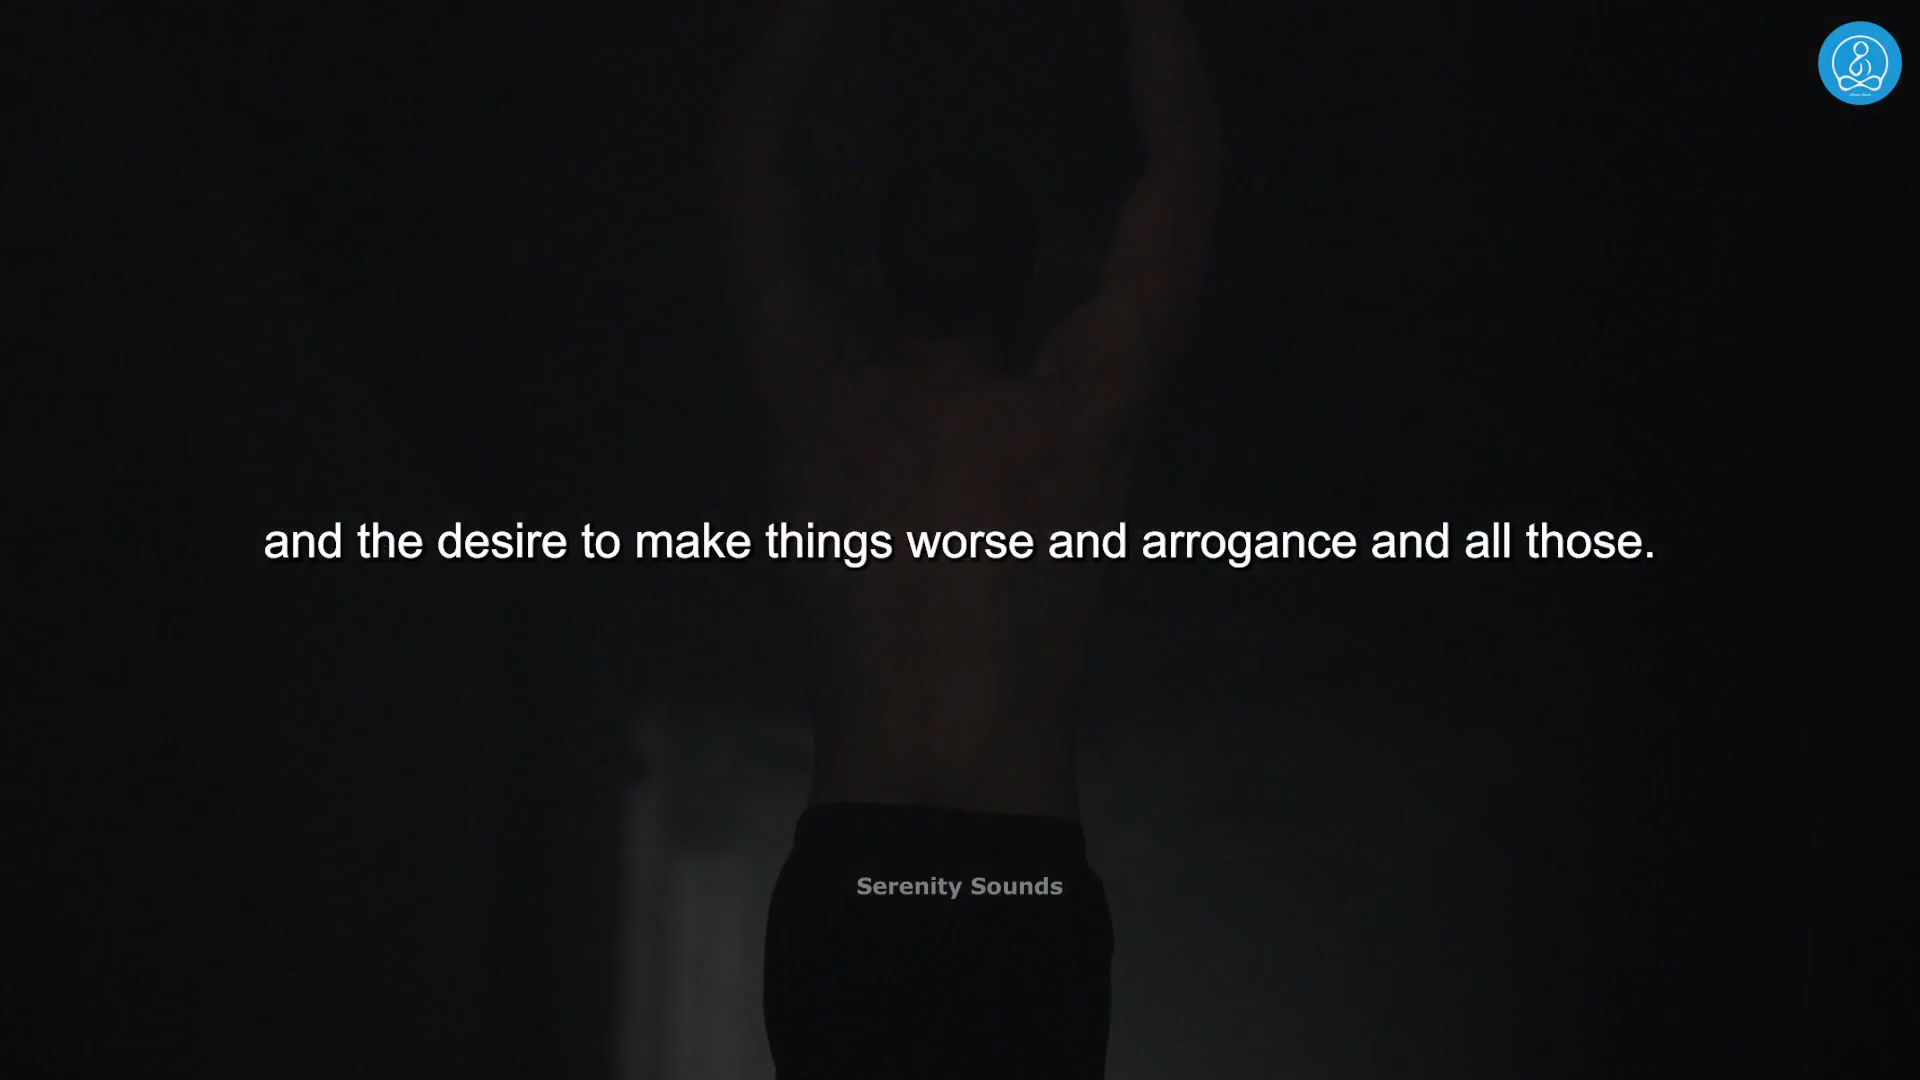 and the desire to make things worse and arrogance and all those.
Serenity Sounds